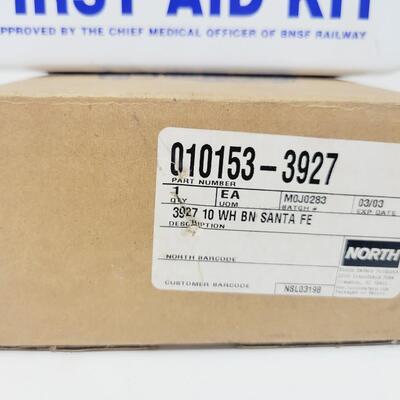 FIRST AID KIT
APPROVED BY THE CHIEF MEDICAL OFFICER OF BNSF RAILWAY
010153-3927
PART NUMBER
1 EA M0J0283 03/03
QTY UOM BATCH # EXP DATE
3927 10 WH BN SANTA FE
DESCRIPTION
NORTH
NORTH BARCODE
CUSTOMER BARCODE NSL03198